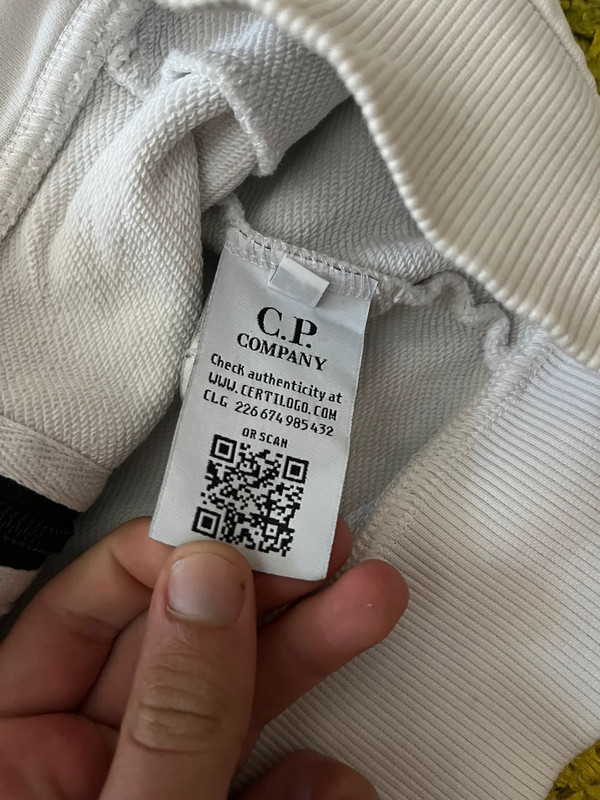 C.P.
COMPANY
Check authenticity at
WWW.CERTILOGO.COM
CLG 226 674 985 432
OR SCAN